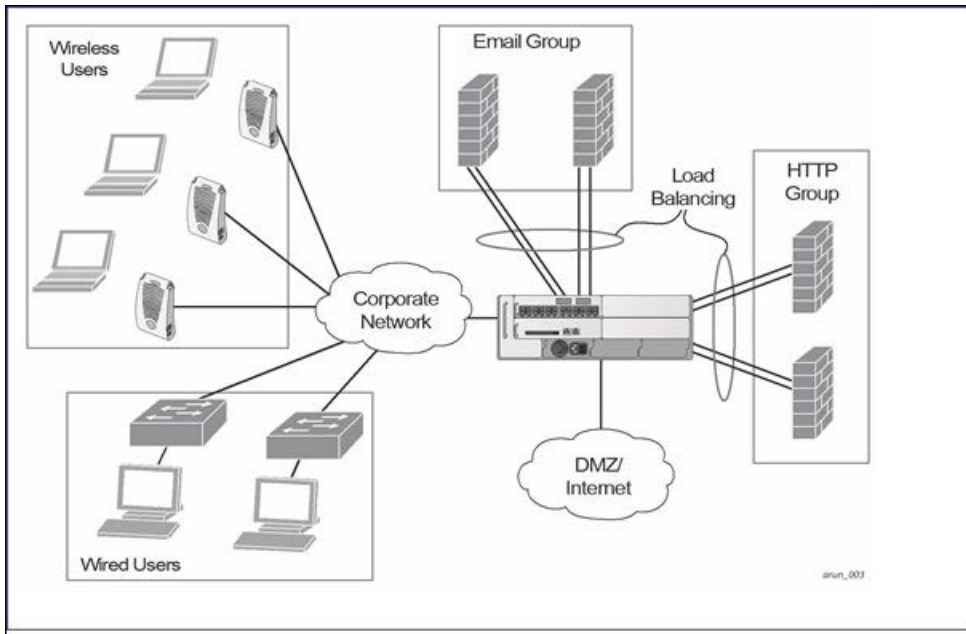 Wireless
Users
Email Group
Load
Balancing
HTTP
Group
Corporate
Network
DMZ/
Internet
Wired Users
arun_003